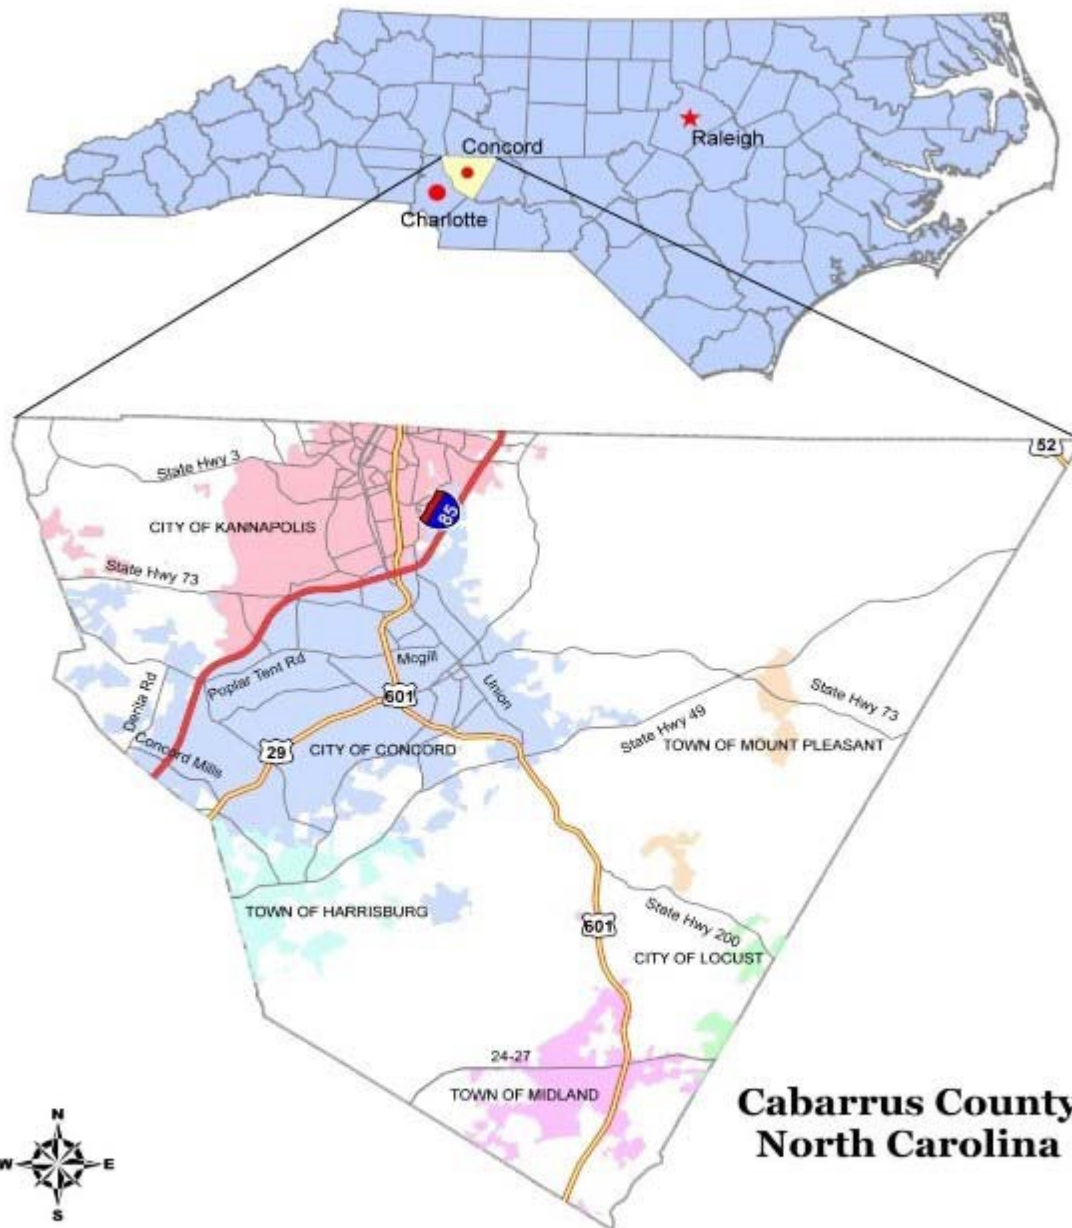 Raleigh
Concord
Charlotte
52
State Hwy 3
85
CITY OF KANNAPOLIS
State Hwy 73
Mcgill
Poplar Tent Rd
Union
Derita Rd
601
State Hwy 73
State Hwy 49
Concord Mills
29
CITY OF CONCORD
TOWN OF MOUNT PLEASANT
TOWN OF HARRISBURG
State Hwy 200
601
CITY OF LOCUST
24-27
TOWN OF MIDLAND
Cabarrus County
North Carolina
N
W
E
S